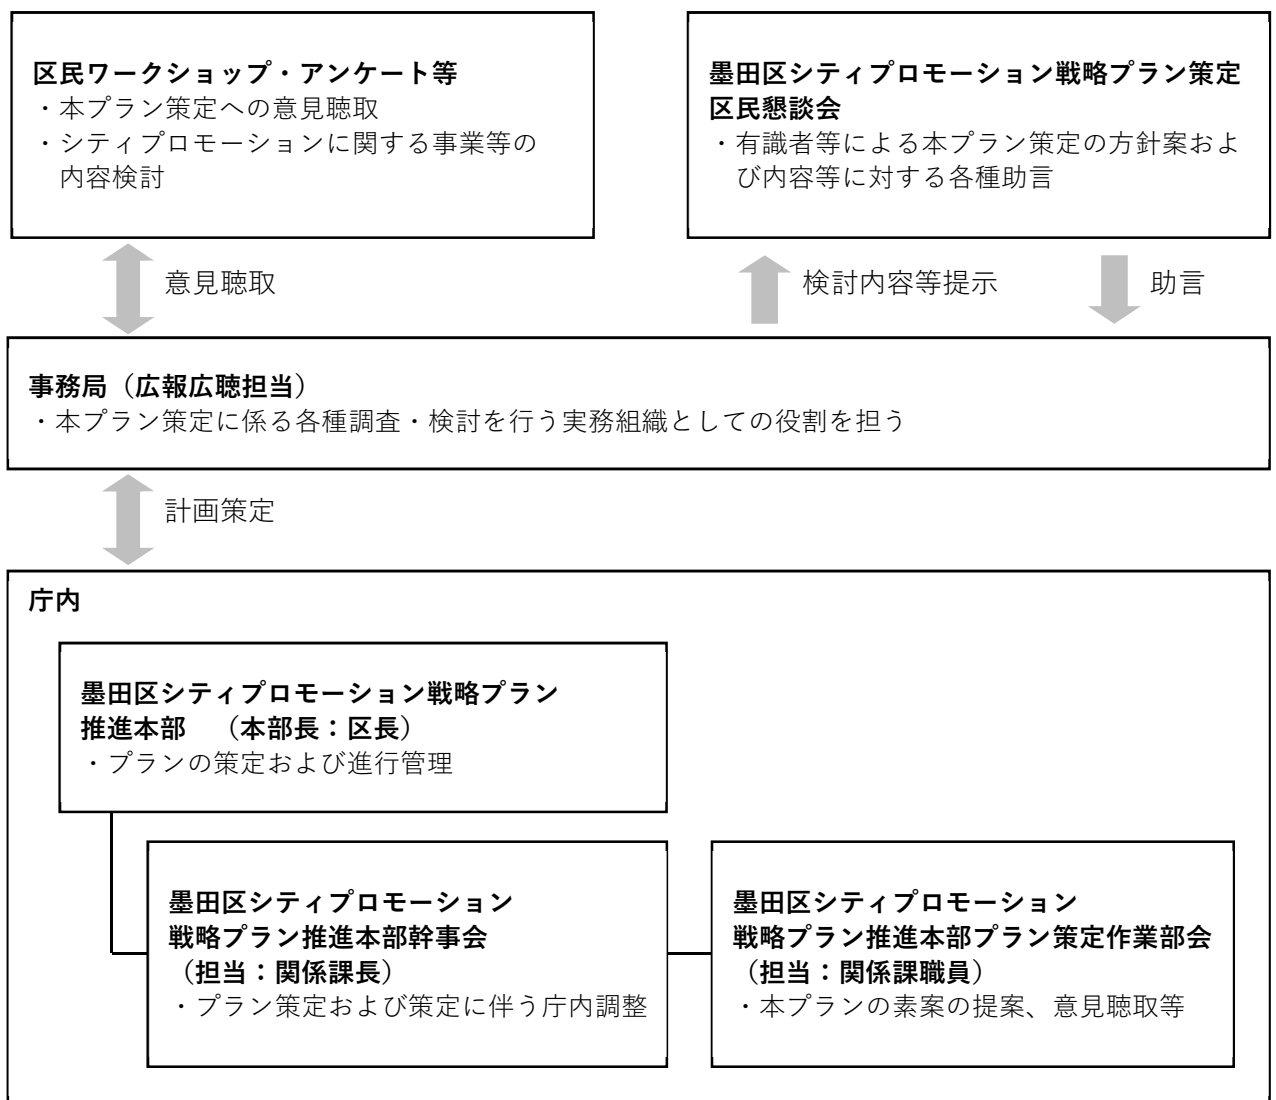 区民ワークショップ・アンケート等
・本プラン策定への意見聴取
・シティプロモーションに関する事業等の
内容検討
墨田区シティプロモーション戦略プラン策定
区民懇談会
・有識者等による本プラン策定の方針案およ
び内容等に対する各種助言
意見聴取
検討内容等提示
助言
事務局（広報広聴担当）
・本プラン策定に係る各種調査・検討を行う実務組織としての役割を担う
計画策定
庁内
墨田区シティプロモーション戦略プラン
推進本部　（本部長：区長）
・プランの策定および進行管理
墨田区シティプロモーション
戦略プラン推進本部幹事会
（担当：関係課長）
・プラン策定および策定に伴う庁内調整
墨田区シティプロモーション
戦略プラン推進本部プラン策定作業部会
（担当：関係課職員）
・本プランの素案の提案、意見聴取等